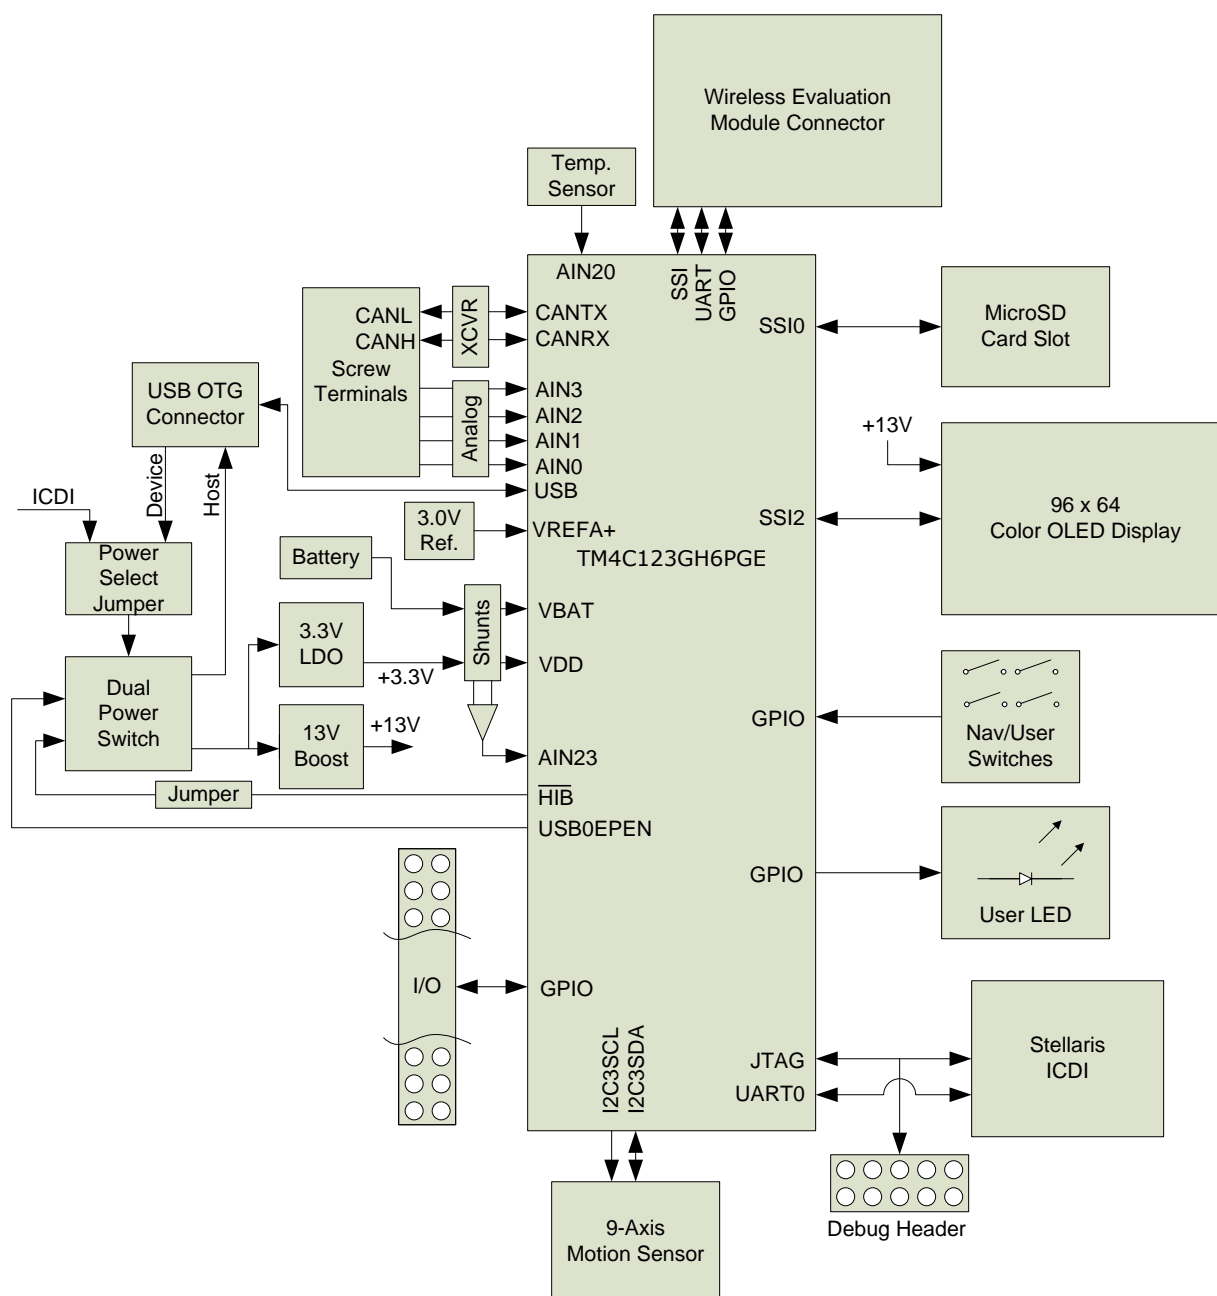 Wireless Evaluation
Module Connector
Temp.
Sensor
AIN20
SSI
UART
GPIO
CANL
CANH
Screw
Terminals
XCVR
Analog
CANTX
CANRX
AIN3
AIN2
AIN1
AIN0
USB
SSI0
MicroSD
Card Slot
USB OTG
Connector
Device
Host
ICDI
Power
Select
Jumper
3.0V
Ref.
VREFA+
TM4C123GH6PGE
+13V
SSI2
96 x 64
Color OLED Display
Battery
Shunts
VBAT
3.3V
LDO
+3.3V
VDD
Dual
Power
Switch
13V
Boost
+13V
AIN23
GPIO
Nav/User
Switches
Jumper
HIB
USB0EPEN
GPIO
User LED
I/O
GPIO
I2C3SCL
I2C3SDA
JTAG
UART0
Stellaris
ICDI
Debug Header
9-Axis
Motion Sensor